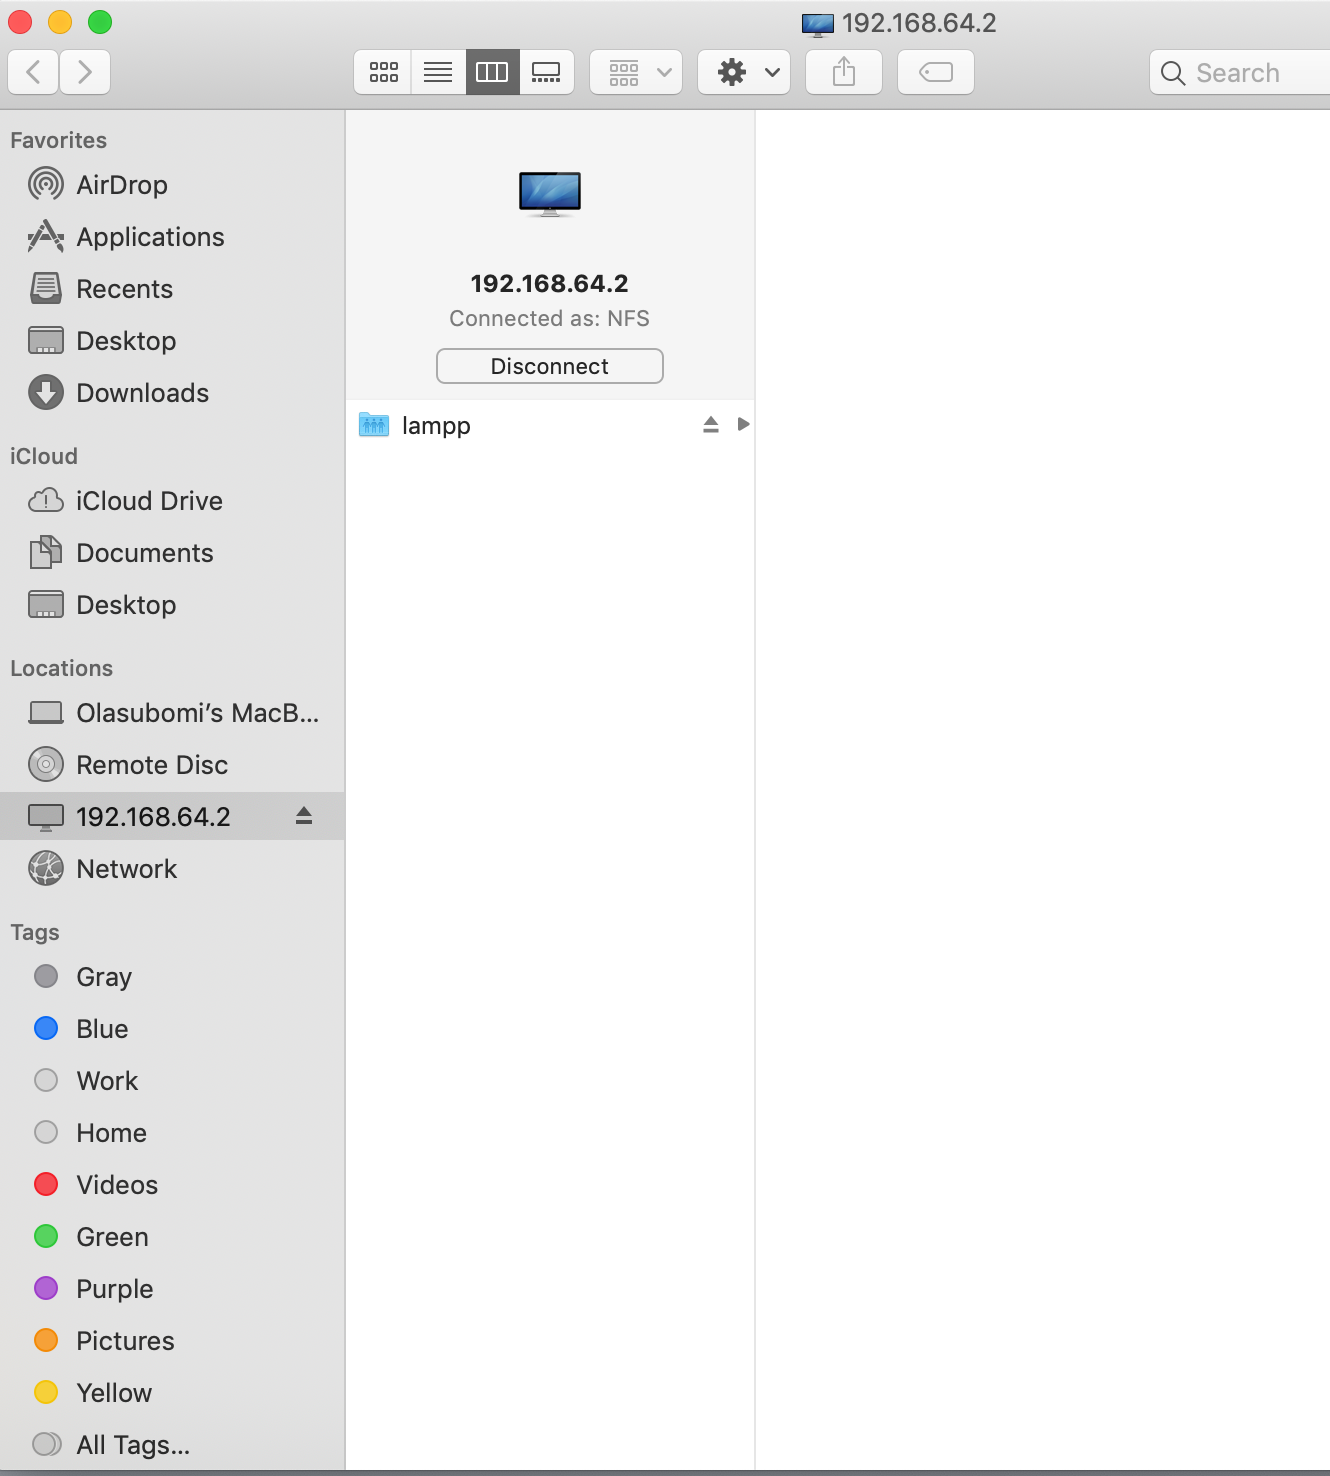 192.168.64.2
Search
Favorites
AirDrop
Applications
Recents
Desktop
Downloads
iCloud
iCloud Drive
Documents
Desktop
Locations
Olasubomi’s MacB...
Remote Disc
192.168.64.2
Network
Tags
Gray
Blue
Work
Home
Videos
Green
Purple
Pictures
Yellow
All Tags...
192.168.64.2
Connected as: NFS
Disconnect
lampp